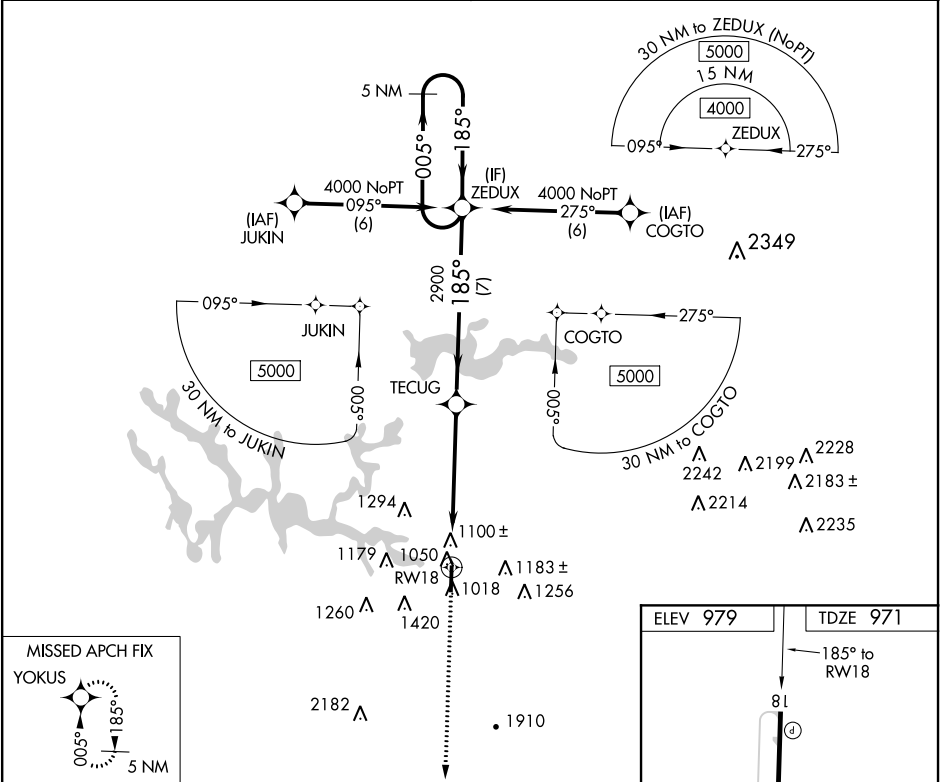 30 NM to ZEDUX (NoPT)
5000
15 NM
4000
ZEDUX
095°
275°
5 NM
005°
185°
(IF)
ZEDUX
4000 NoPT
095°
(6)
(IAF)
JUKIN
4000 NoPT
275°
(6)
(IAF)
COGTO
2349
2900
185°
(7)
095°
JUKIN
5000
005°
30 NM to JUKIN
275°
COGTO
5000
005°
30 NM to COGTO
TECUG
2242
2199
2228
2183 ±
2214
2235
1294
1100 ±
1179
1050
RW18
1183 ±
1018
1256
1260
1420
2182
1910
MISSED APCH FIX
YOKUS
005°
185°
5 NM
ELEV 979
TDZE 971
185° to
RW18
18
P